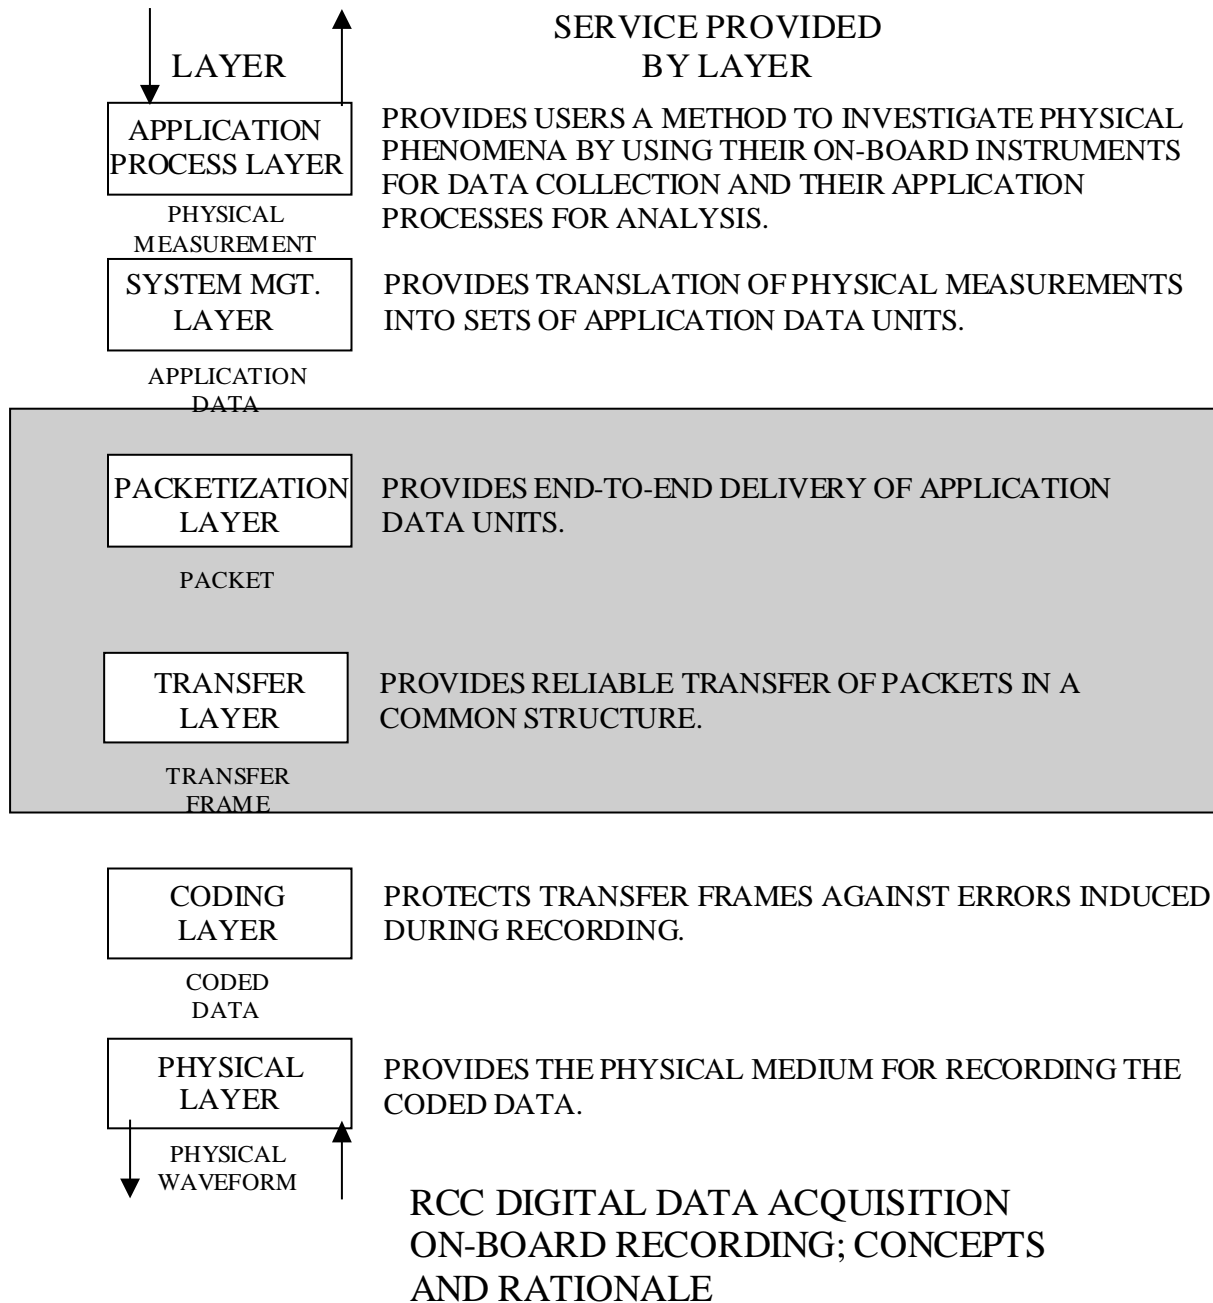 LAYER
SERVICE PROVIDED
BY LAYER
APPLICATION
PROCESS LAYER
PROVIDES USERS A METHOD TO INVESTIGATE PHYSICAL
PHENOMENA BY USING THEIR ON-BOARD INSTRUMENTS
FOR DATA COLLECTION AND THEIR APPLICATION
PROCESSES FOR ANALYSIS.
PHYSICAL
MEASUREMENT
SYSTEM MGT.
LAYER
PROVIDES TRANSLATION OF PHYSICAL MEASUREMENTS
INTO SETS OF APPLICATION DATA UNITS.
APPLICATION
DATA
PACKETIZATION
LAYER
PROVIDES END-TO-END DELIVERY OF APPLICATION
DATA UNITS.
PACKET
TRANSFER
LAYER
PROVIDES RELIABLE TRANSFER OF PACKETS IN A
COMMON STRUCTURE.
TRANSFER
FRAME
CODING
LAYER
PROTECTS TRANSFER FRAMES AGAINST ERRORS INDUCED
DURING RECORDING.
CODED
DATA
PHYSICAL
LAYER
PROVIDES THE PHYSICAL MEDIUM FOR RECORDING THE
CODED DATA.
PHYSICAL
WAVEFORM
RCC DIGITAL DATA ACQUISITION
ON-BOARD RECORDING; CONCEPTS
AND RATIONALE